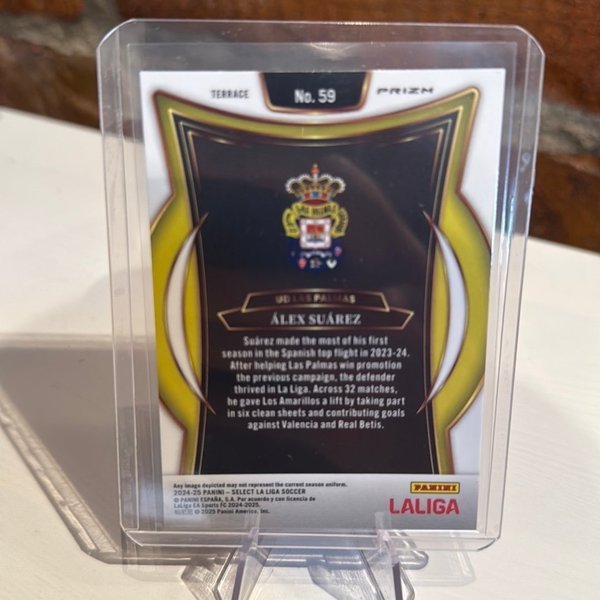 TERRACE
No. 59
PRIZM
UD LAS PALMAS
ÁLEX SUÁREZ
Suárez made the most of his first
season in the Spanish top flight in 2023-24.
After helping Las Palmas win promotion
the previous campaign, the defender
thrived in La Liga. Across 32 matches,
he gave Los Amarillos a lift by taking part
in six clean sheets and contributing goals
against Valencia and Real Betis.
Any image depicted may not represent the current season uniform.
2024-25 PANINI – SELECT LA LIGA SOCCER
© PANINI ESPAÑA, S.A. Por acuerdo y con licencia de
LaLiga EA Sports FC 2024-2025.
© 2025 Panini America, Inc.
PANINI
LALIGA